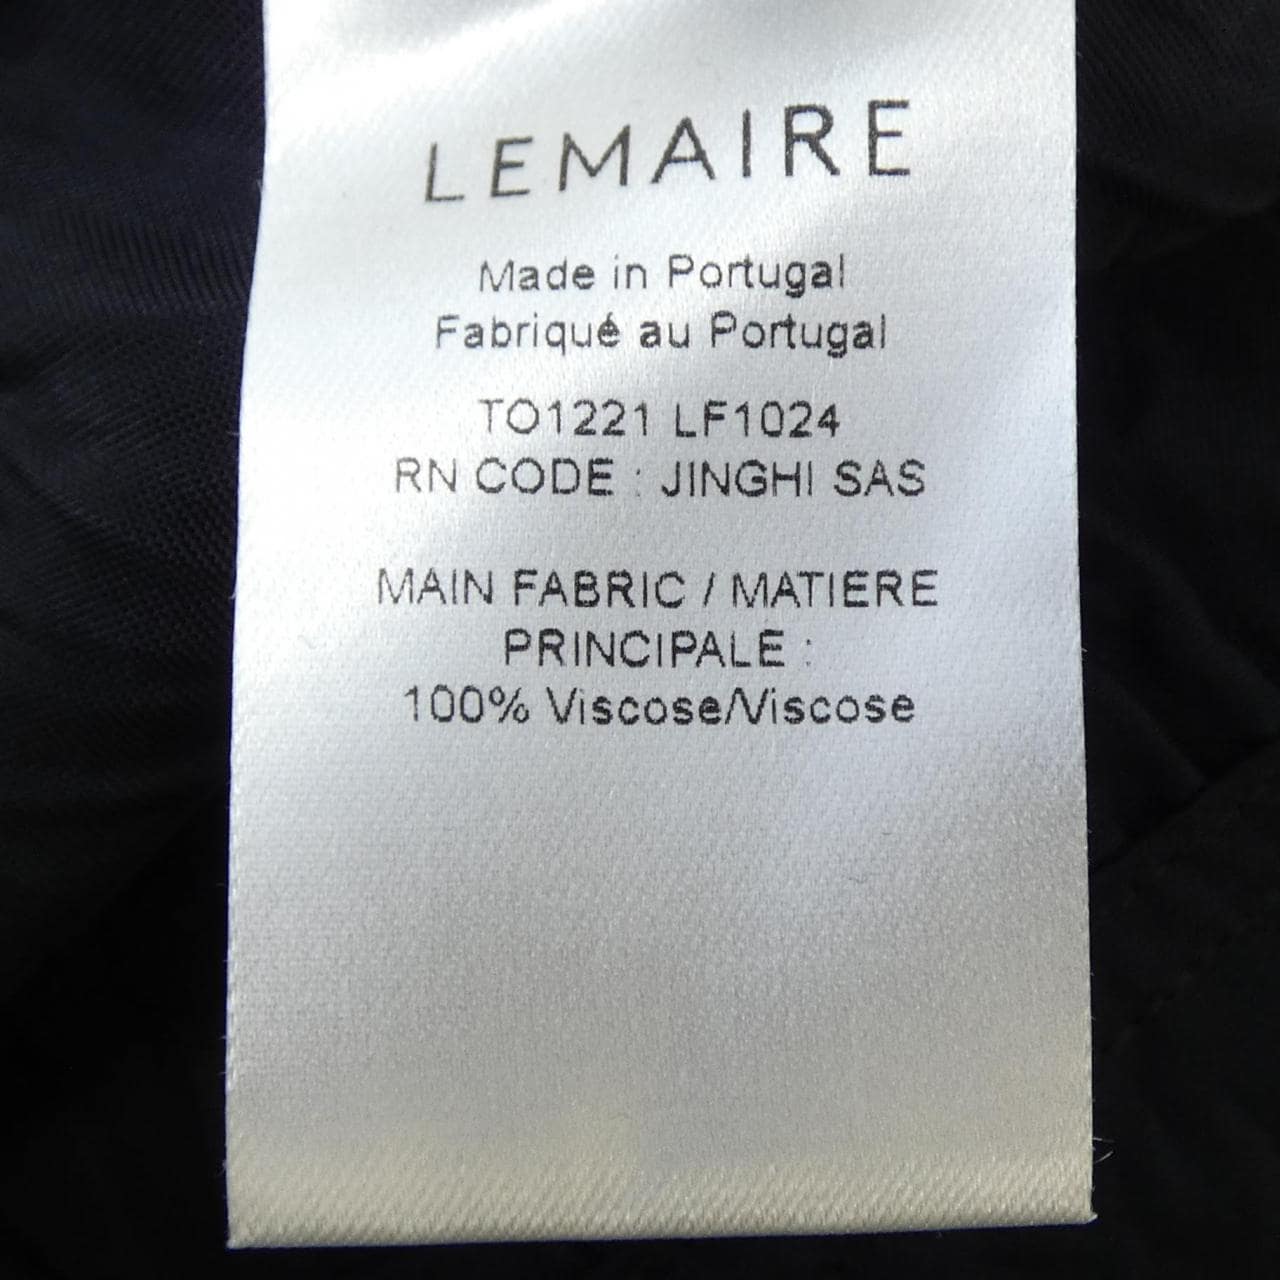 LEMAIRE
Made in Portugal
Fabriqué au Portugal
TO1221 LF1024
RN CODE : JINGHI SAS
MAIN FABRIC / MATIERE
PRINCIPALE :
100% Viscose/Viscose